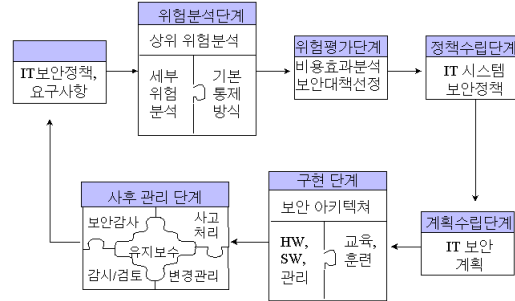 IT보안정책,
요구사항
위험분석단계
상위 위험분석
세부
위험
분석
기본
통제
방식
위험평가단계
비용효과분석
보안대책선정
정책수립단계
IT 시스템
보안정책
계획수립단계
IT 보안
계획
구현 단계
보안 아키텍쳐
HW,
SW,
관리
교육,
훈련
사후 관리 단계
보안감사
사고
처리
유지보수
감시/검토
변경관리